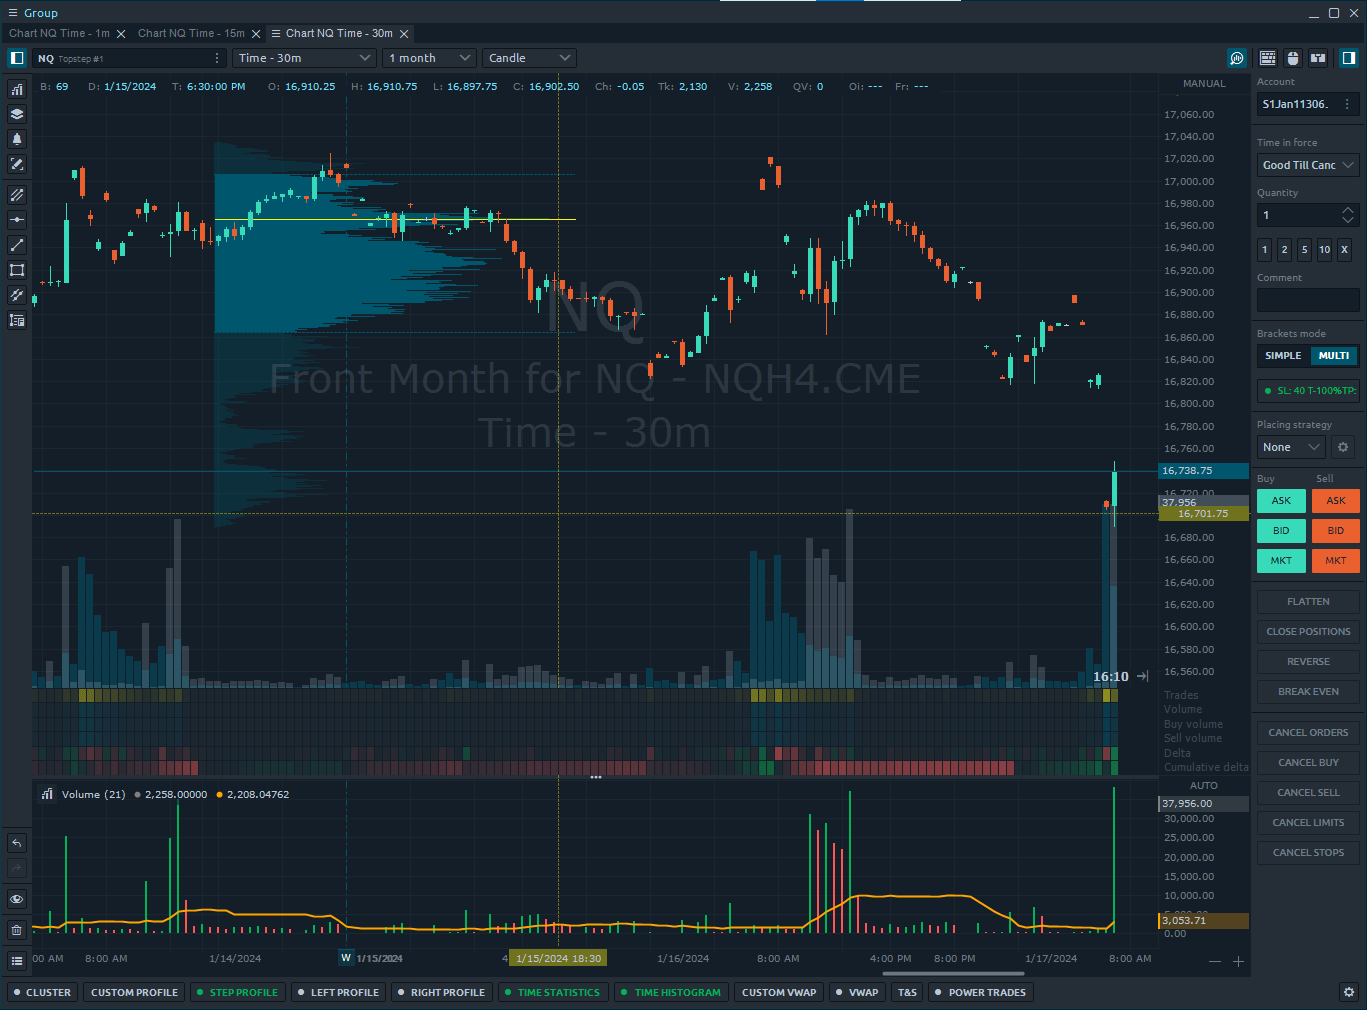 Group
Chart NQ Time - 1m
Chart NQ Time - 15m
Chart NQ Time - 30m
NQ Topstep #1
Time - 30m
1 month
Candle
B: 69 D: 1/15/2024 T: 6:30:00 PM O: 16,910.25 H: 16,910.75 L: 16,897.75 C: 16,902.50 Ch: -0.05 Tk: 2,130 V: 2,258 QV: 0 Oi: --- Fr: ---
MANUAL
17,060.00
17,040.00
17,020.00
17,000.00
16,980.00
16,960.00
16,940.00
16,920.00
16,900.00
16,880.00
16,860.00
16,840.00
16,820.00
16,800.00
16,780.00
16,760.00
16,738.75
16,720.00
37,956
16,701.75
16,680.00
16,660.00
16,640.00
16,620.00
16,600.00
16,580.00
16,560.00
NQ
Front Month for NQ - NQH4.CME
Time - 30m
16:10
Trades
Volume
Buy volume
Sell volume
Delta
Cumulative delta
Volume (21) 2,258.00000 2,208.04762
AUTO
37,956.00
30,000.00
25,000.00
20,000.00
15,000.00
10,000.00
3,053.71
0.00
:00 AM
8:00 AM
1/14/2024
W
1/15/2024
4
1/15/2024 18:30
1/16/2024
8:00 AM
4:00 PM
8:00 PM
1/17/2024
8:00 AM
CLUSTER
CUSTOM PROFILE
STEP PROFILE
LEFT PROFILE
RIGHT PROFILE
TIME STATISTICS
TIME HISTOGRAM
CUSTOM VWAP
VWAP
T&S
POWER TRADES
Account
S1Jan11306.
Time in force
Good Till Canc
Quantity
1
1 2 5 10 X
Comment
Brackets mode
SIMPLE MULTI
SL: 40 T-100%TP:
Placing strategy
None
Buy Sell
ASK ASK
BID BID
MKT MKT
FLATTEN
CLOSE POSITIONS
REVERSE
BREAK EVEN
CANCEL ORDERS
CANCEL BUY
CANCEL SELL
CANCEL LIMITS
CANCEL STOPS